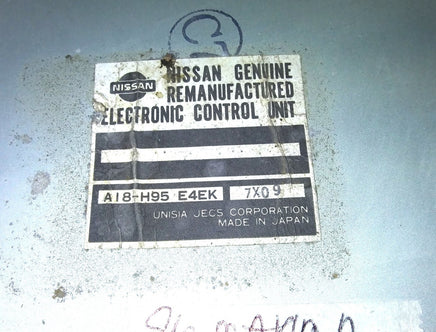 NISSAN
NISSAN GENUINE
REMANUFACTURED
ELECTRONIC CONTROL UNIT
A18-H95 E4EK
7X09
UNISIA JECS CORPORATION
MADE IN JAPAN